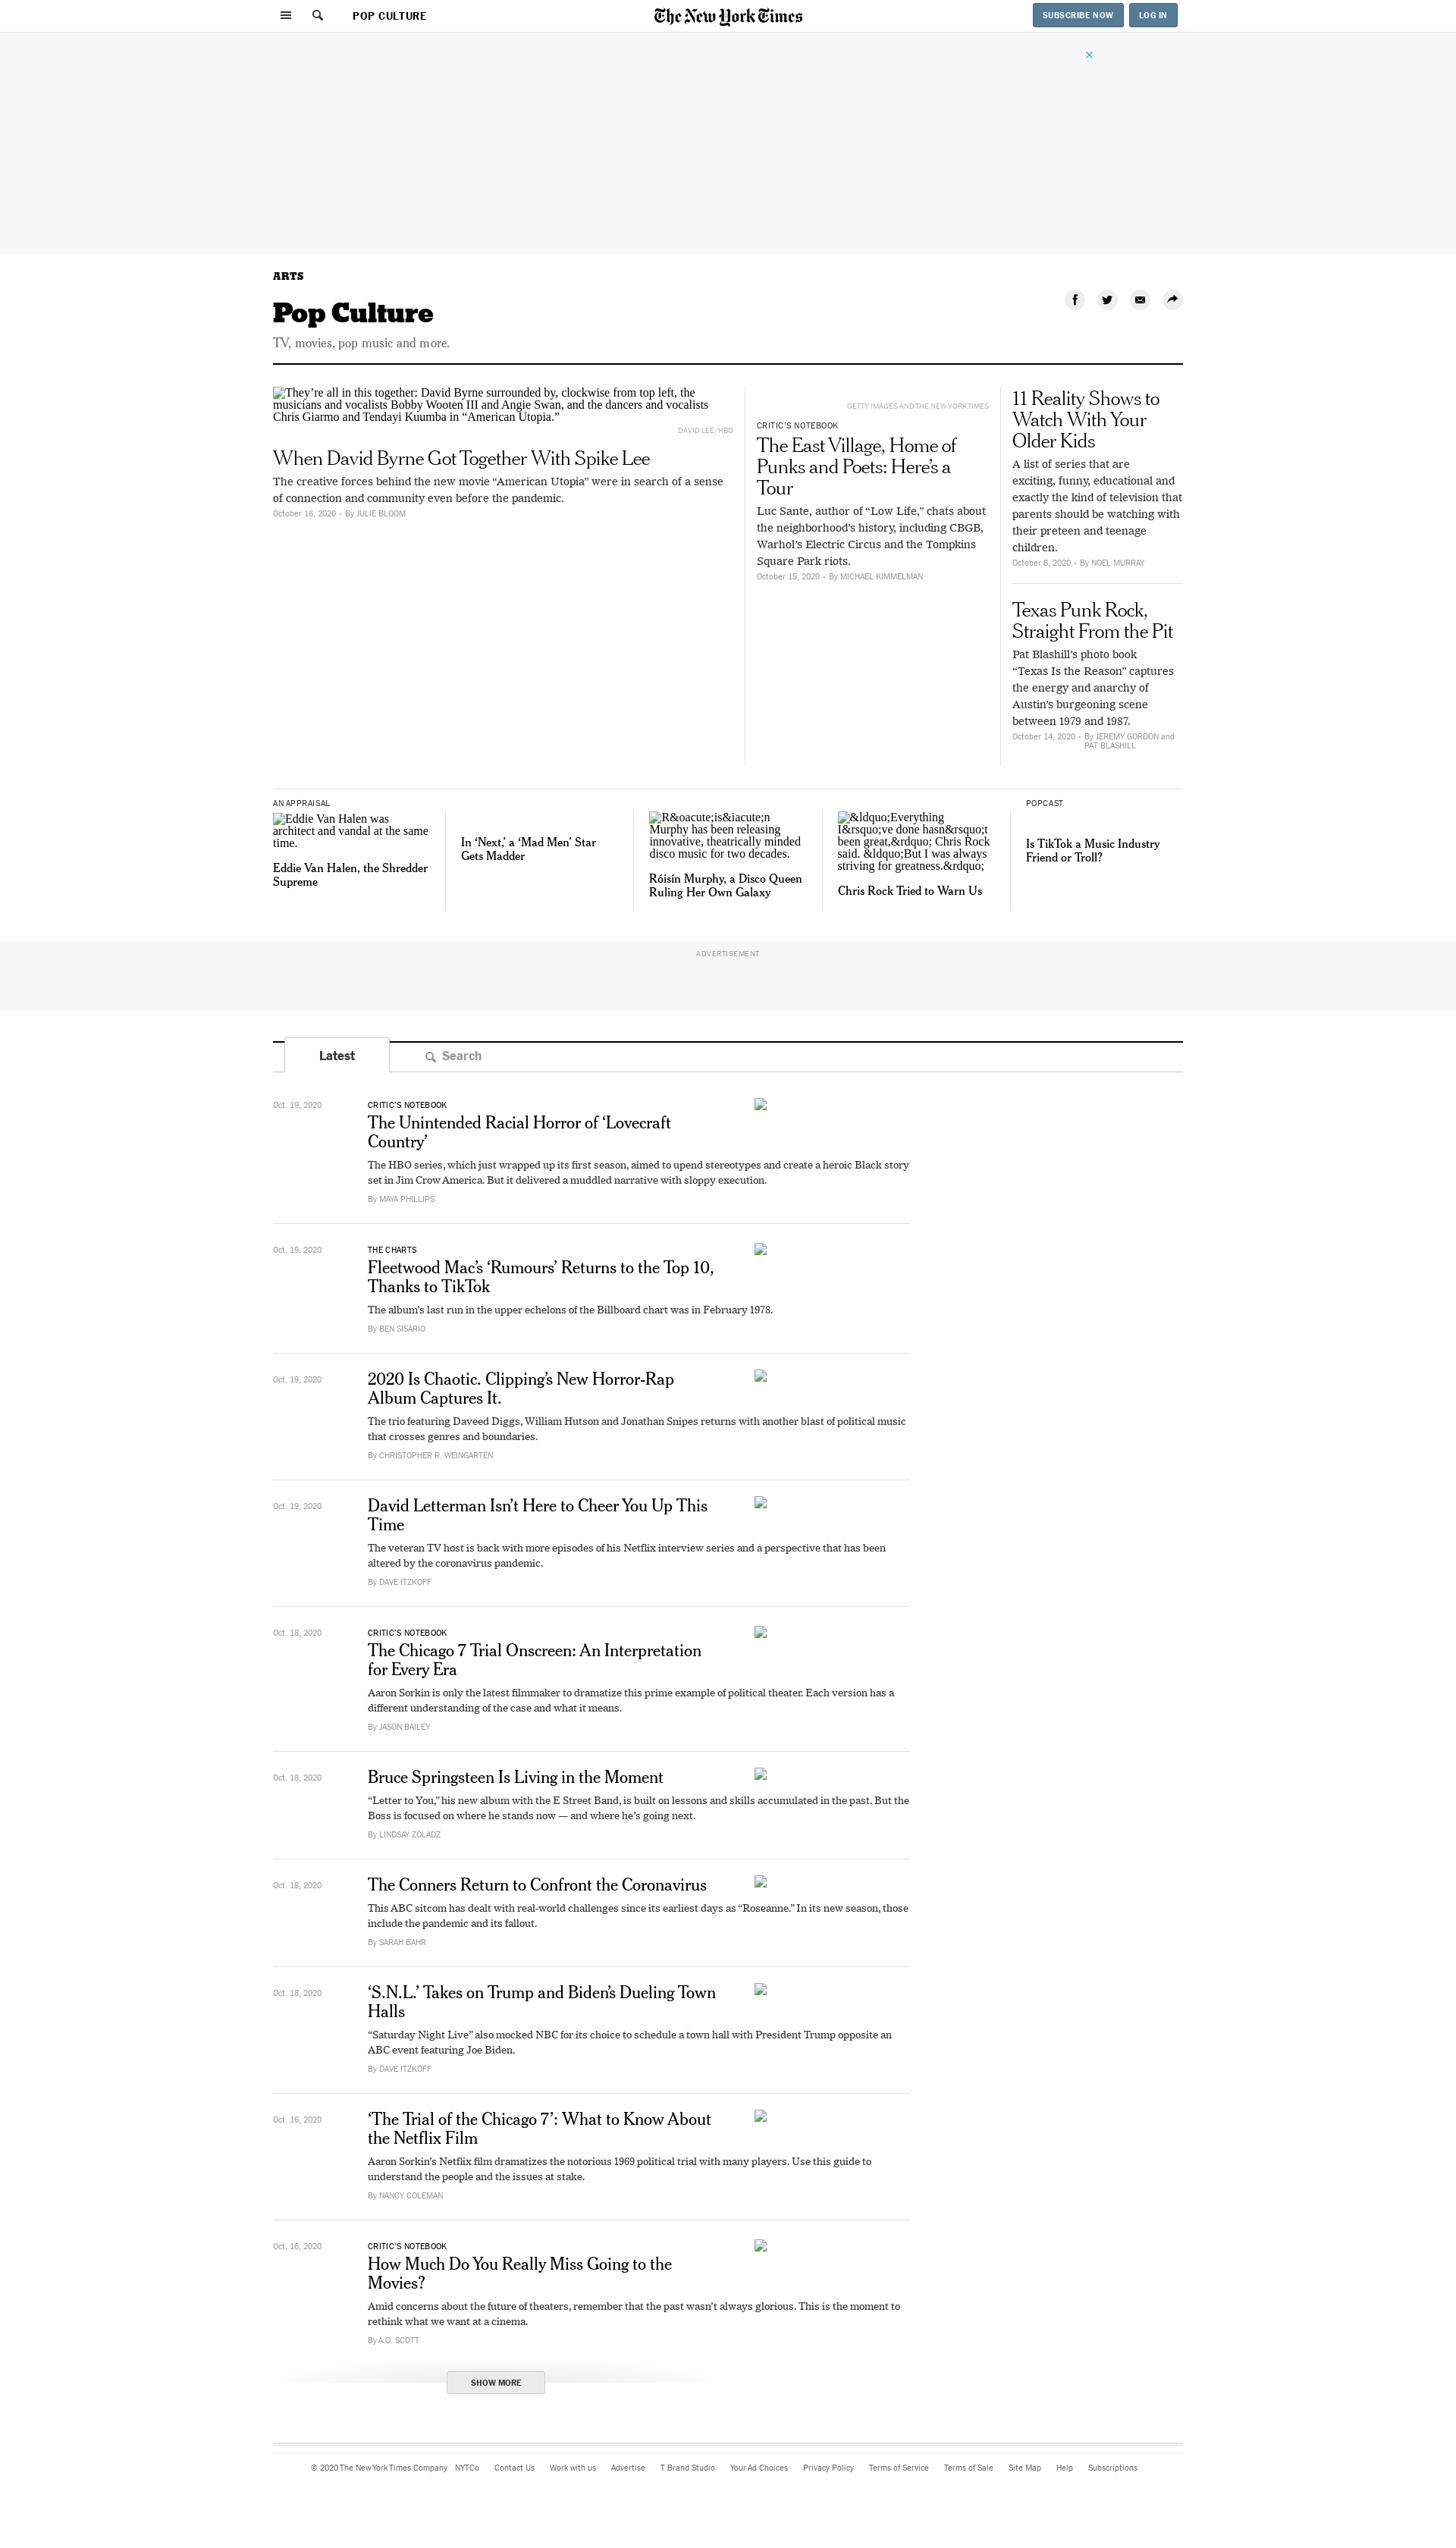 POP CULTURE
The New York Times
SUBSCRIBE NOW
LOG IN
ARTS
Pop Culture
TV, movies, pop music and more.
They’re all in this together: David Byrne surrounded by, clockwise from top left, the
musicians and vocalists Bobby Wooten III and Angie Swan, and the dancers and vocalists
Chris Giarmo and Tendayi Kuumba in “American Utopia.”
DAVID LEE/HBO
When David Byrne Got Together With Spike Lee
The creative forces behind the new movie “American Utopia” were in search of a sense
of connection and community even before the pandemic.
October 16, 2020 • By JULIE BLOOM
GETTY IMAGES AND THE NEW YORK TIMES
CRITIC’S NOTEBOOK
The East Village, Home of
Punks and Poets: Here’s a
Tour
Luc Sante, author of “Low Life,” chats about
the neighborhood’s history, including CBGB,
Warhol’s Electric Circus and the Tompkins
Square Park riots.
October 15, 2020 • By MICHAEL KIMMELMAN
11 Reality Shows to
Watch With Your
Older Kids
A list of series that are
exciting, funny, educational and
exactly the kind of television that
parents should be watching with
their preteen and teenage
children.
October 8, 2020 • By NOEL MURRAY
Texas Punk Rock,
Straight From the Pit
Pat Blashill’s photo book
“Texas Is the Reason” captures
the energy and anarchy of
Austin’s burgeoning scene
between 1979 and 1987.
October 14, 2020 • By JEREMY GORDON and
PAT BLASHILL
AN APPRAISAL
Eddie Van Halen was
architect and vandal at the same
time.
Eddie Van Halen, the Shredder
Supreme
In ‘Next,’ a ‘Mad Men’ Star
Gets Madder
R&oacute;is&iacute;n
Murphy has been releasing
innovative, theatrically minded
disco music for two decades.
Róisín Murphy, a Disco Queen
Ruling Her Own Galaxy
&ldquo;Everything
I&rsquo;ve done hasn&rsquo;t
been great,&rdquo; Chris Rock
said. &ldquo;But I was always
striving for greatness.&rdquo;
Chris Rock Tried to Warn Us
POPCAST
Is TikTok a Music Industry
Friend or Troll?
ADVERTISEMENT
Latest
Search
Oct. 19, 2020
CRITIC’S NOTEBOOK
The Unintended Racial Horror of ‘Lovecraft
Country’
The HBO series, which just wrapped up its first season, aimed to upend stereotypes and create a heroic Black story
set in Jim Crow America. But it delivered a muddled narrative with sloppy execution.
By MAYA PHILLIPS
Oct. 19, 2020
THE CHARTS
Fleetwood Mac’s ‘Rumours’ Returns to the Top 10,
Thanks to TikTok
The album’s last run in the upper echelons of the Billboard chart was in February 1978.
By BEN SISARIO
Oct. 19, 2020
2020 Is Chaotic. Clipping’s New Horror-Rap
Album Captures It.
The trio featuring Daveed Diggs, William Hutson and Jonathan Snipes returns with another blast of political music
that crosses genres and boundaries.
By CHRISTOPHER R. WEINGARTEN
Oct. 19, 2020
David Letterman Isn’t Here to Cheer You Up This
Time
The veteran TV host is back with more episodes of his Netflix interview series and a perspective that has been
altered by the coronavirus pandemic.
By DAVE ITZKOFF
Oct. 18, 2020
CRITIC’S NOTEBOOK
The Chicago 7 Trial Onscreen: An Interpretation
for Every Era
Aaron Sorkin is only the latest filmmaker to dramatize this prime example of political theater. Each version has a
different understanding of the case and what it means.
By JASON BAILEY
Oct. 18, 2020
Bruce Springsteen Is Living in the Moment
“Letter to You,” his new album with the E Street Band, is built on lessons and skills accumulated in the past. But the
Boss is focused on where he stands now — and where he’s going next.
By LINDSAY ZOLADZ
Oct. 18, 2020
The Conners Return to Confront the Coronavirus
This ABC sitcom has dealt with real-world challenges since its earliest days as “Roseanne.” In its new season, those
include the pandemic and its fallout.
By SARAH BAHR
Oct. 18, 2020
‘S.N.L.’ Takes on Trump and Biden’s Dueling Town
Halls
“Saturday Night Live” also mocked NBC for its choice to schedule a town hall with President Trump opposite an
ABC event featuring Joe Biden.
By DAVE ITZKOFF
Oct. 16, 2020
‘The Trial of the Chicago 7’: What to Know About
the Netflix Film
Aaron Sorkin’s Netflix film dramatizes the notorious 1969 political trial with many players. Use this guide to
understand the people and the issues at stake.
By NANCY COLEMAN
Oct. 16, 2020
CRITIC’S NOTEBOOK
How Much Do You Really Miss Going to the
Movies?
Amid concerns about the future of theaters, remember that the past wasn’t always glorious. This is the moment to
rethink what we want at a cinema.
By A.O. SCOTT
SHOW MORE
© 2020 The New York Times Company NYTCo Contact Us Work with us Advertise T Brand Studio Your Ad Choices Privacy Policy Terms of Service Terms of Sale Site Map Help Subscriptions